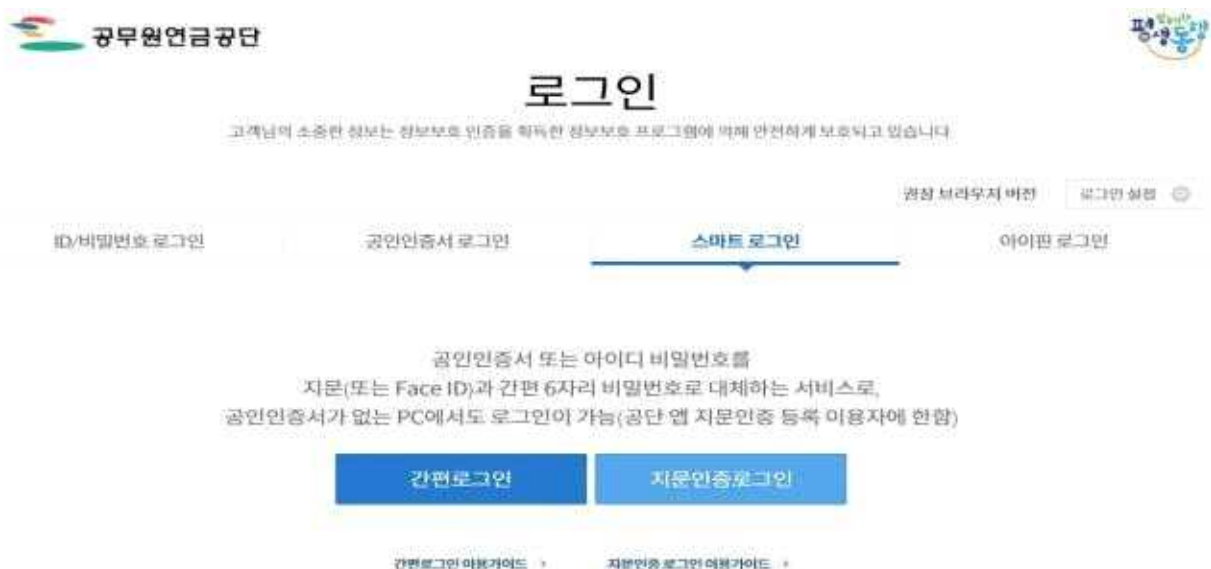 공무원연금공단
평생동행
로그인
고객님의 소중한 정보는 정보보호 인증을 획득한 정보보호 프로그램에 의해 안전하게 보호되고 있습니다
권장 브라우저 버전 로그인 설정
ID/비밀번호 로그인 공인인증서 로그인 스마트 로그인 아이핀 로그인
공인인증서 또는 아이디 비밀번호를
지문(또는 Face ID)과 간편 6자리 비밀번호로 대체하는 서비스로,
공인인증서가 없는 PC에서도 로그인이 가능(공단 앱 지문인증 등록 이용자에 한함)
간편로그인 지문인증로그인
간편로그인 이용가이드 지문인증 로그인 이용가이드